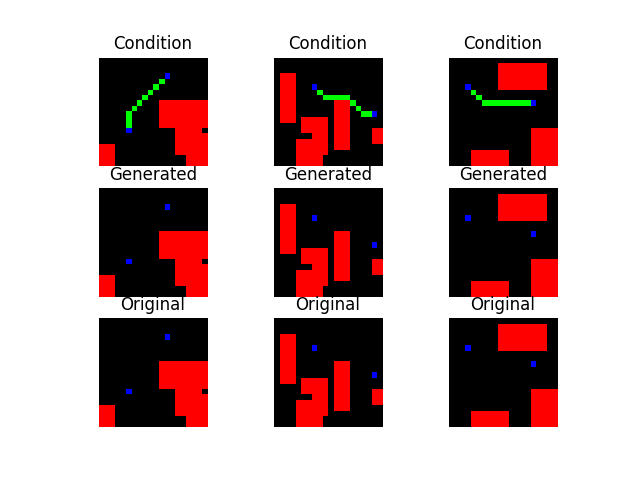 Condition Condition Condition
Generated Generated Generated
Original Original Original